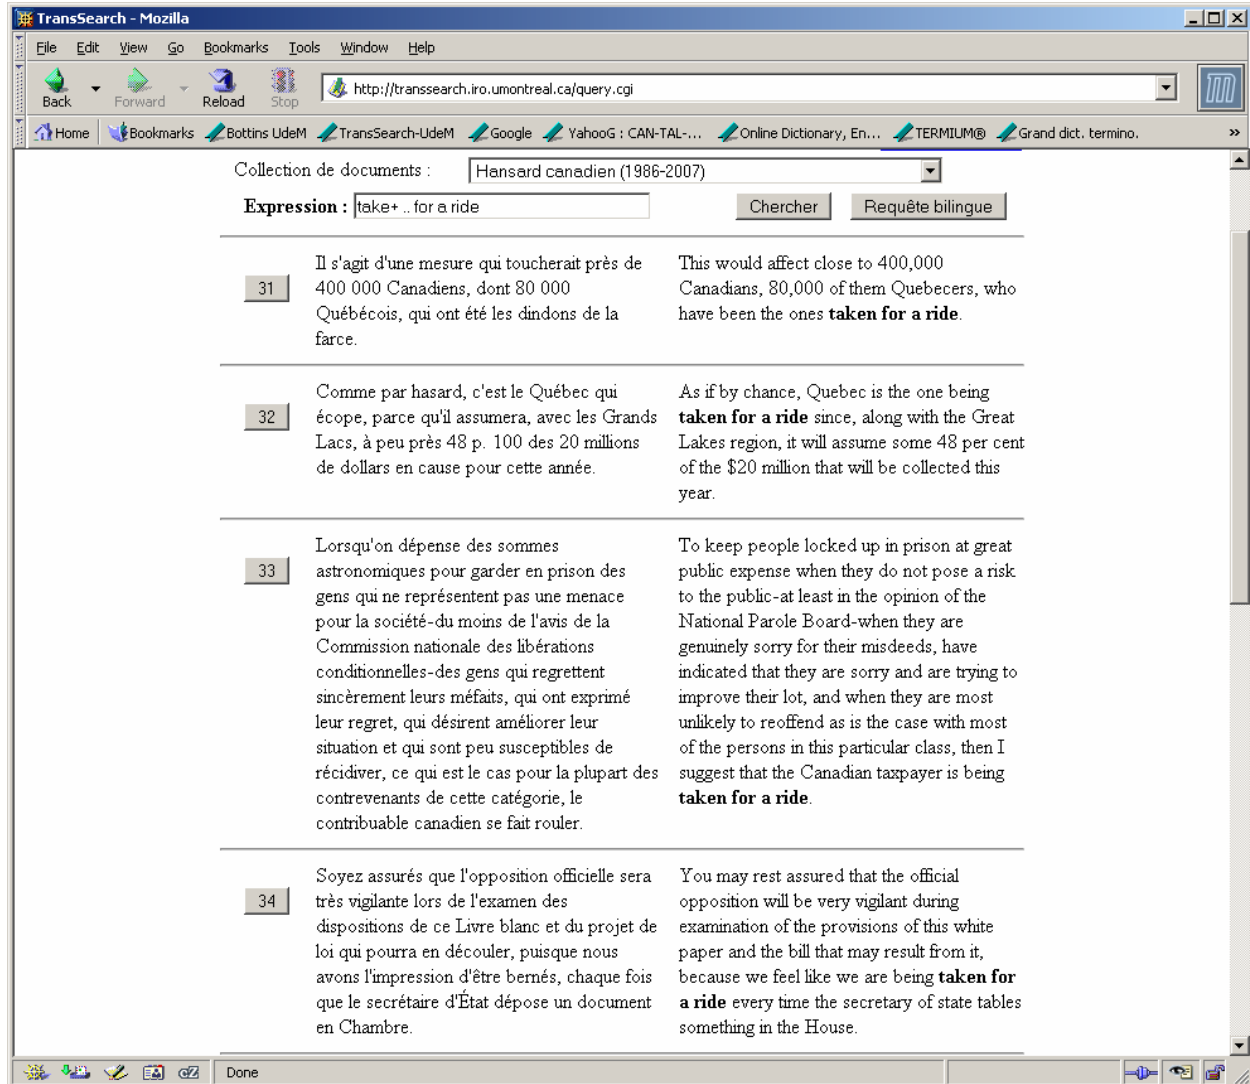 TransSearch - Mozilla
File Edit View Go Bookmarks Tools Window Help
Back Forward Reload Stop http://transsearch.iro.umontreal.ca/query.cgi
Home Bookmarks Bottins UdeM TransSearch-UdeM Google YahooG : CAN-TAL-... Online Dictionary, En... TERMIUM® Grand dict. termino. »
Collection de documents : Hansard canadien (1986-2007)
Expression : take+ .. for a ride Chercher Requête bilingue
31
Il s'agit d'une mesure qui toucherait près de
400 000 Canadiens, dont 80 000
Québécois, qui ont été les dindons de la
farce.
This would affect close to 400,000
Canadians, 80,000 of them Quebecers, who
have been the ones taken for a ride.
32
Comme par hasard, c'est le Québec qui
écope, parce qu'il assumera, avec les Grands
Lacs, à peu près 48 p. 100 des 20 millions
de dollars en cause pour cette année.
As if by chance, Quebec is the one being
taken for a ride since, along with the Great
Lakes region, it will assume some 48 per cent
of the $20 million that will be collected this
year.
33
Lorsqu'on dépense des sommes
astronomiques pour garder en prison des
gens qui ne représentent pas une menace
pour la société-du moins de l'avis de la
Commission nationale des libérations
conditionnelles-des gens qui regrettent
sincèrement leurs méfaits, qui ont exprimé
leur regret, qui désirent améliorer leur
situation et qui sont peu susceptibles de
récidiver, ce qui est le cas pour la plupart des
contrevenants de cette catégorie, le
contribuable canadien se fait rouler.
To keep people locked up in prison at great
public expense when they do not pose a risk
to the public-at least in the opinion of the
National Parole Board-when they are
genuinely sorry for their misdeeds, have
indicated that they are sorry and are trying to
improve their lot, and when they are most
unlikely to reoffend as is the case with most
of the persons in this particular class, then I
suggest that the Canadian taxpayer is being
taken for a ride.
34
Soyez assurés que l'opposition officielle sera
très vigilante lors de l'examen des
dispositions de ce Livre blanc et du projet de
loi qui pourra en découler, puisque nous
avons l'impression d'être bernés, chaque fois
que le secrétaire d'État dépose un document
en Chambre.
You may rest assured that the official
opposition will be very vigilant during
examination of the provisions of this white
paper and the bill that may result from it,
because we feel like we are being taken for
a ride every time the secretary of state tables
something in the House.
Done